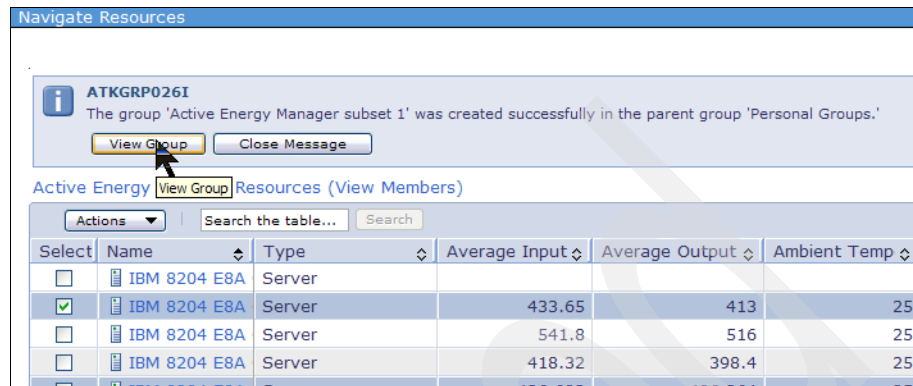 Navigate Resources
ATKGRP026I
The group 'Active Energy Manager subset 1' was created successfully in the parent group 'Personal Groups.'
View Group Close Message
Active Energy View Group Resources (View Members)
Actions Search the table... Search
Select Name Type Average Input Average Output Ambient Temp
IBM 8204 E8A Server
IBM 8204 E8A Server 433.65 413 25
IBM 8204 E8A Server 541.8 516 25
IBM 8204 E8A Server 418.32 398.4 25